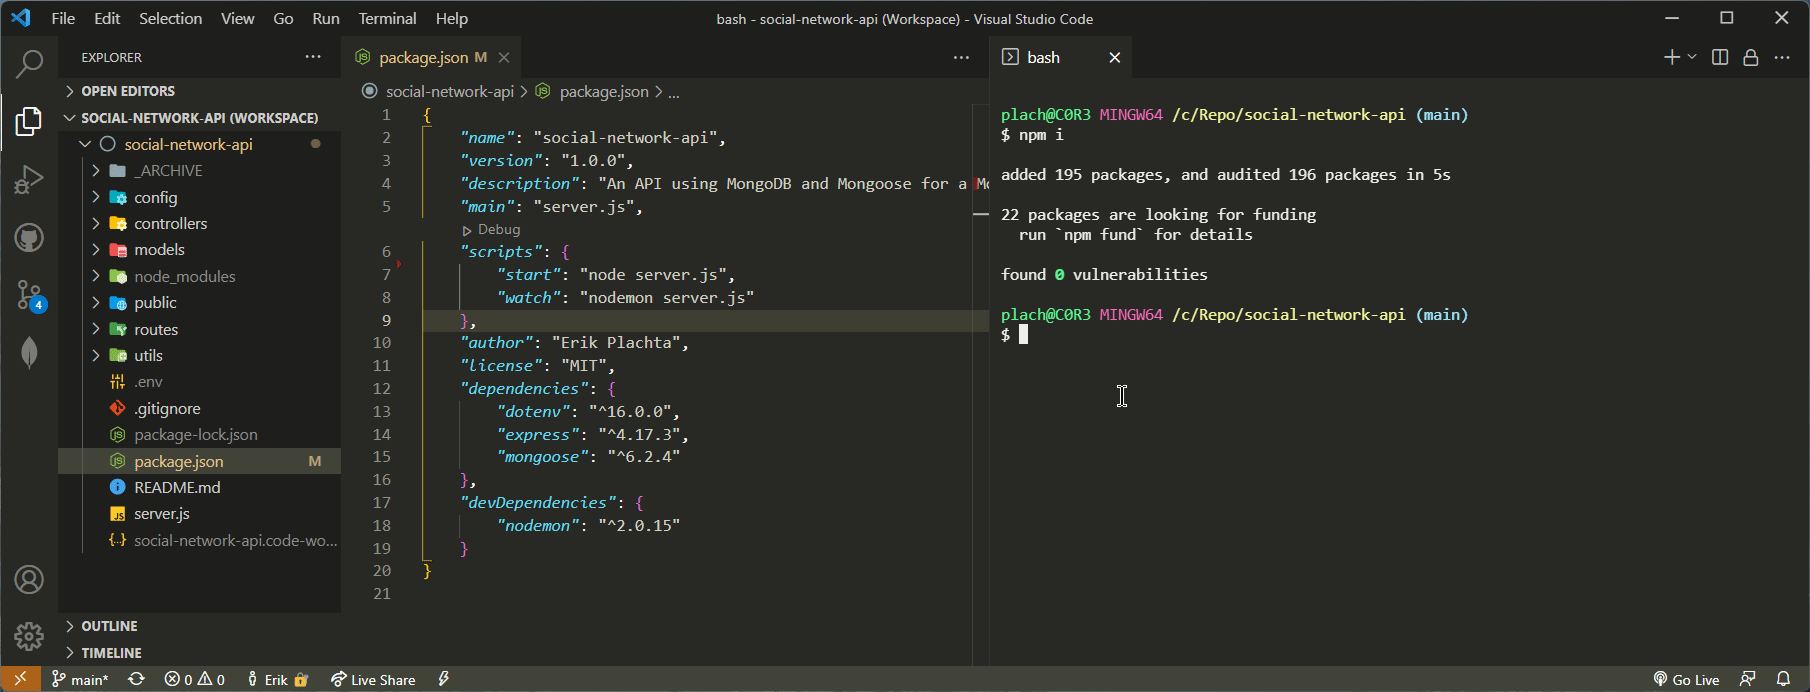 File Edit Selection View Go Run Terminal Help
bash - social-network-api (Workspace) - Visual Studio Code
EXPLORER
OPEN EDITORS
SOCIAL-NETWORK-API (WORKSPACE)
social-network-api
_ARCHIVE
config
controllers
models
node_modules
public
routes
utils
.env
.gitignore
package-lock.json
package.json M
README.md
server.js
social-network-api.code-wo...
OUTLINE
TIMELINE
4
package.json M
social-network-api > package.json > ...
1 {
2 "name": "social-network-api",
3 "version": "1.0.0",
4 "description": "An API using MongoDB and Mongoose for a Mo
5 "main": "server.js",
Debug
6 "scripts": {
7 "start": "node server.js",
8 "watch": "nodemon server.js"
9 },
10 "author": "Erik Plachta",
11 "license": "MIT",
12 "dependencies": {
13 "dotenv": "^16.0.0",
14 "express": "^4.17.3",
15 "mongoose": "^6.2.4"
16 },
17 "devDependencies": {
18 "nodemon": "^2.0.15"
19 }
20 }
21
bash
plach@C0R3 MINGW64 /c/Repo/social-network-api (main)
$ npm i
added 195 packages, and audited 196 packages in 5s
22 packages are looking for funding
run `npm fund` for details
found 0 vulnerabilities
plach@C0R3 MINGW64 /c/Repo/social-network-api (main)
$
main* 0 0 Erik Live Share Go Live